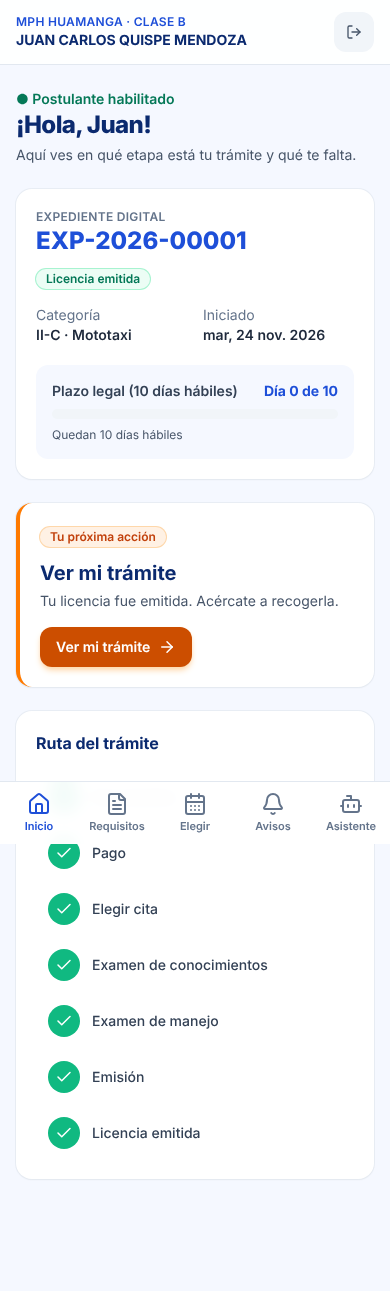 MPH HUAMANGA · CLASE B
JUAN CARLOS QUISPE MENDOZA
Postulante habilitado
¡Hola, Juan!
Aquí ves en qué etapa está tu trámite y qué te falta.
EXPEDIENTE DIGITAL
EXP-2026-00001
Licencia emitida
Categoría
II-C · Mototaxi
Iniciado
mar, 24 nov. 2026
Plazo legal (10 días hábiles)
Día 0 de 10
Quedan 10 días hábiles
Tu próxima acción
Ver mi trámite
Tu licencia fue emitida. Acércate a recogerla.
Ver mi trámite
Ruta del trámite
Inicio
Requisitos
Elegir
Avisos
Asistente
Pago
Elegir cita
Examen de conocimientos
Examen de manejo
Emisión
Licencia emitida